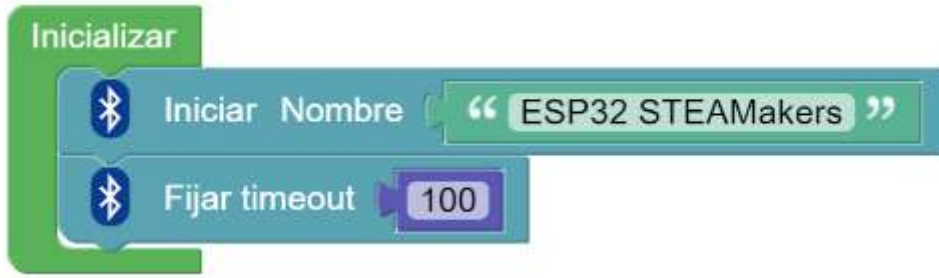 Inicializar
Iniciar Nombre “ ESP32 STEAMakers ”
Fijar timeout 100